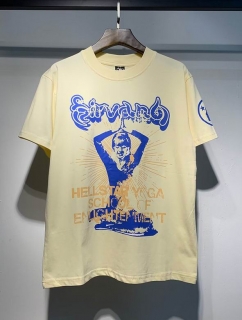 HELLSTAR YOGA
SCHOOL OF
ENLIGHTENMENT